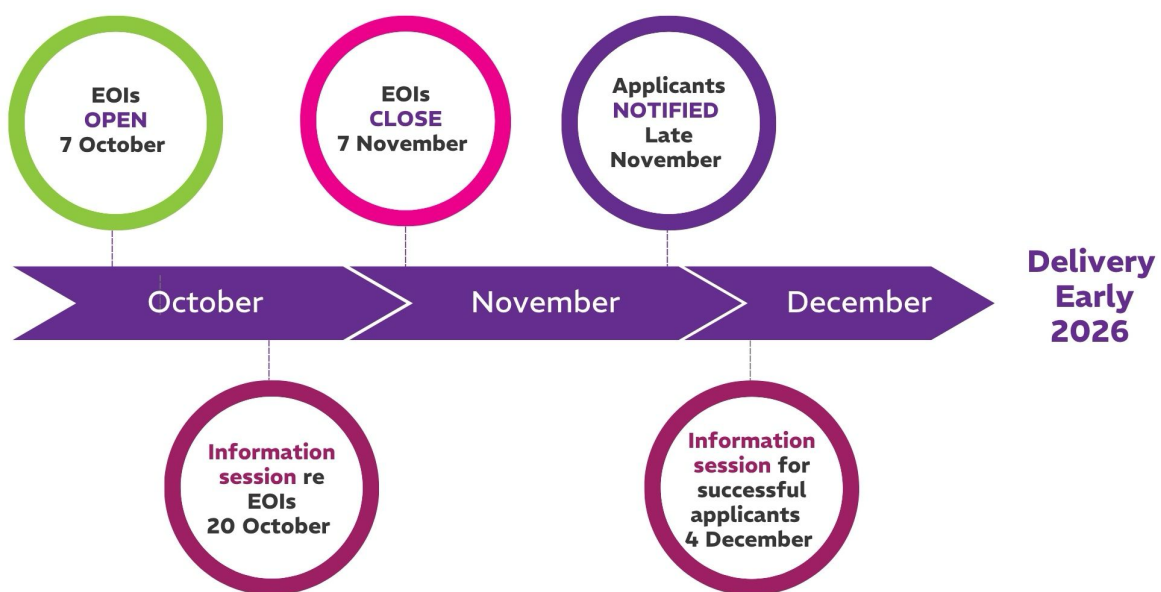 EOIs
OPEN
7 October
EOIs
CLOSE
7 November
Applicants
NOTIFIED
Late
November
October
November
December
Delivery
Early
2026
Information
session re
EOIs
20 October
Information
session for
successful
applicants
4 December